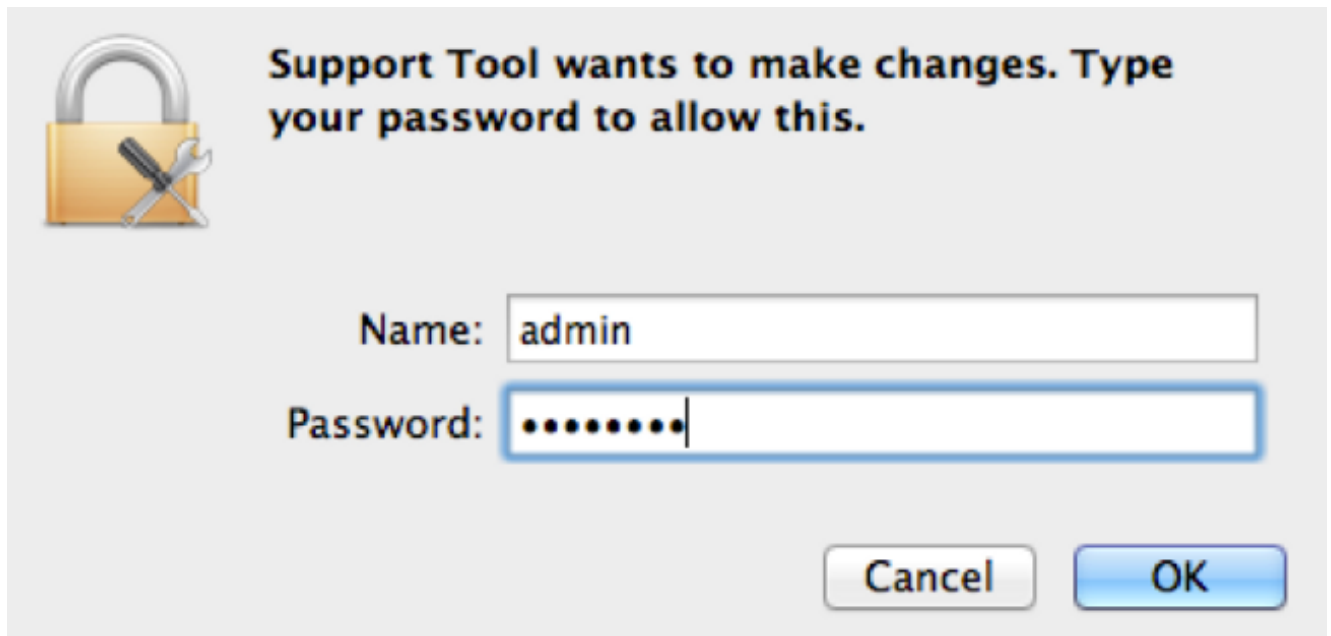 Support Tool wants to make changes. Type
your password to allow this.
Name: admin
Password: ••••••••
Cancel OK